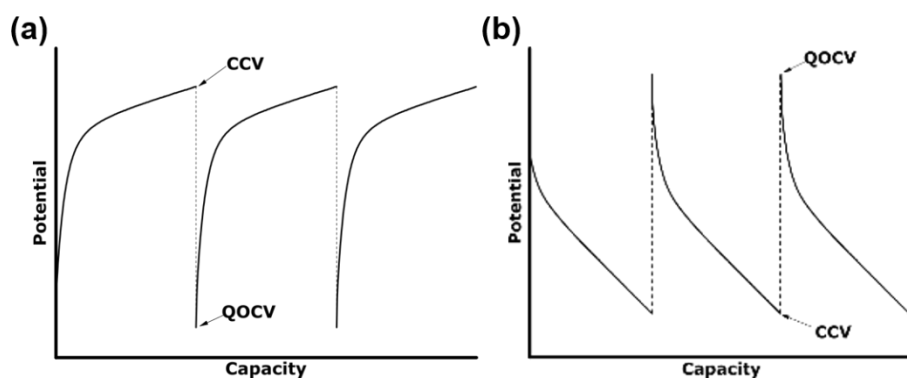 (a)
CCV
Potential
QOCV
Capacity
(b)
QOCV
Potential
CCV
Capacity